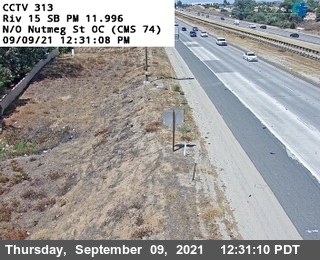 CCTV 313
Riv 15 SB PM 11.996
N/O Nutmeg St OC (CMS 74)
09/09/21 12:31:08 PM
Thursday, September 09, 2021 12:31:10 PDT